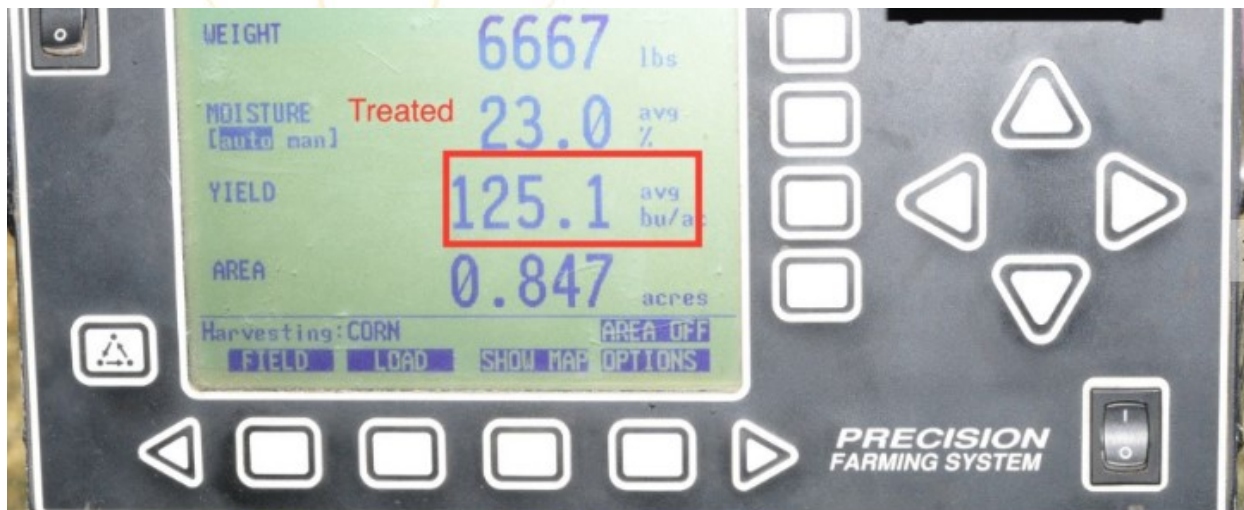 WEIGHT 6667 lbs
MOISTURE Treated 23.0 avg %
[auto man]
YIELD 125.1 avg bu/ac
AREA 0.847 acres
Harvesting:CORN AREA OFF
FIELD LOAD SHOW MAP OPTIONS
PRECISION
FARMING SYSTEM